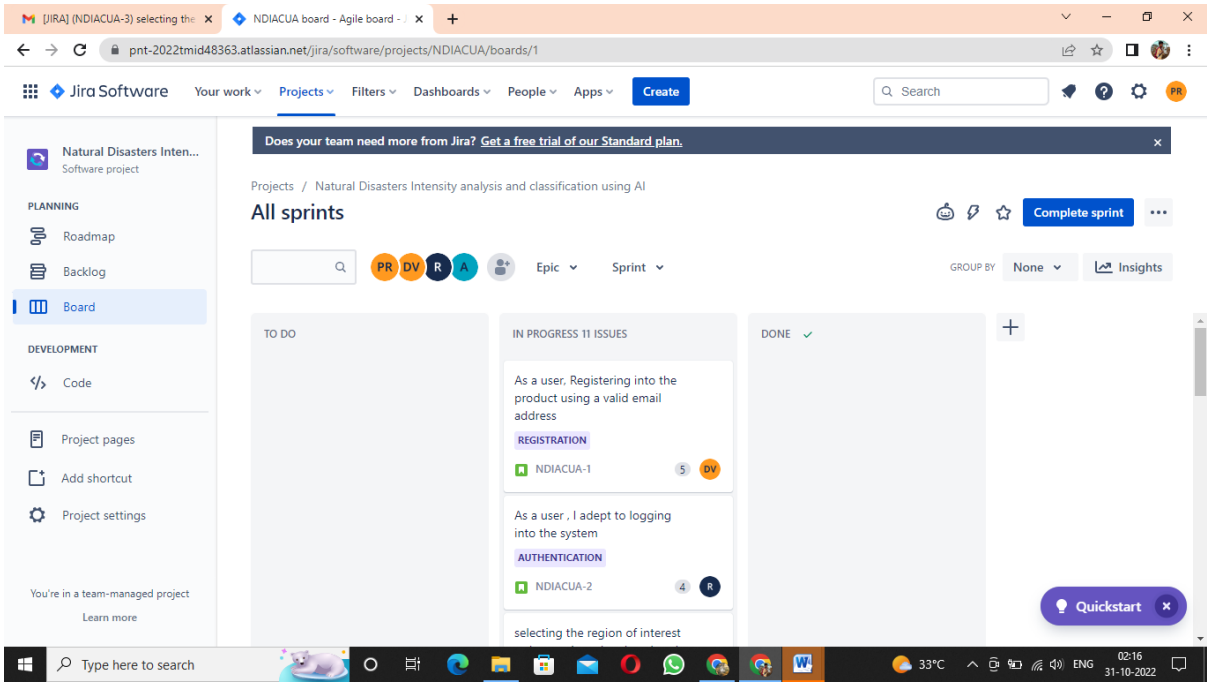 [JIRA] (NDIACUA-3) selecting the
NDIACUA board - Agile board - J
pnt-2022tmid48363.atlassian.net/jira/software/projects/NDIACUA/boards/1
Jira Software
Your work
Projects
Filters
Dashboards
People
Apps
Create
Search
PR
Natural Disasters Inten...
Software project
PLANNING
Roadmap
Backlog
Board
DEVELOPMENT
Code
Project pages
Add shortcut
Project settings
You're in a team-managed project
Learn more
Does your team need more from Jira? Get a free trial of our Standard plan.
Projects / Natural Disasters Intensity analysis and classification using AI
All sprints
Complete sprint
PR DV R A
Epic
Sprint
GROUP BY None
Insights
TO DO
IN PROGRESS 11 ISSUES
As a user, Registering into the
product using a valid email
address
REGISTRATION
NDIACUA-1 5 DV
As a user , I adept to logging
into the system
AUTHENTICATION
NDIACUA-2 4 R
selecting the region of interest
DONE
Quickstart
Type here to search
33°C
ENG
02:16
31-10-2022